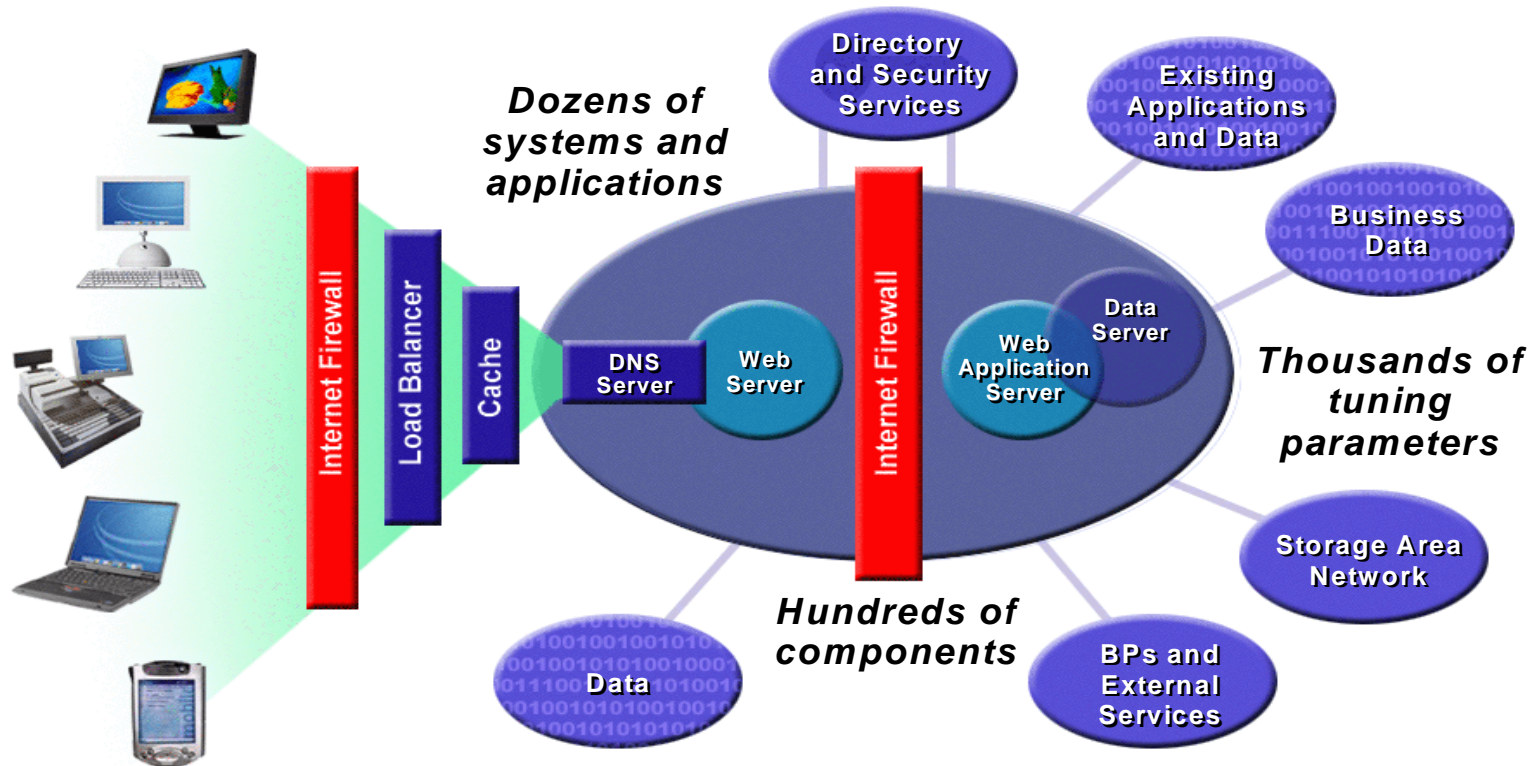 Directory
and Security
Services
Existing
Applications
and Data
Dozens of
systems and
applications
Business
Data
Internet Firewall
Load Balancer
Cache
DNS
Server
Web
Server
Internet Firewall
Web
Application
Server
Data
Server
Thousands of
tuning
parameters
Storage Area
Network
Hundreds of
components
Data
BPs and
External
Services